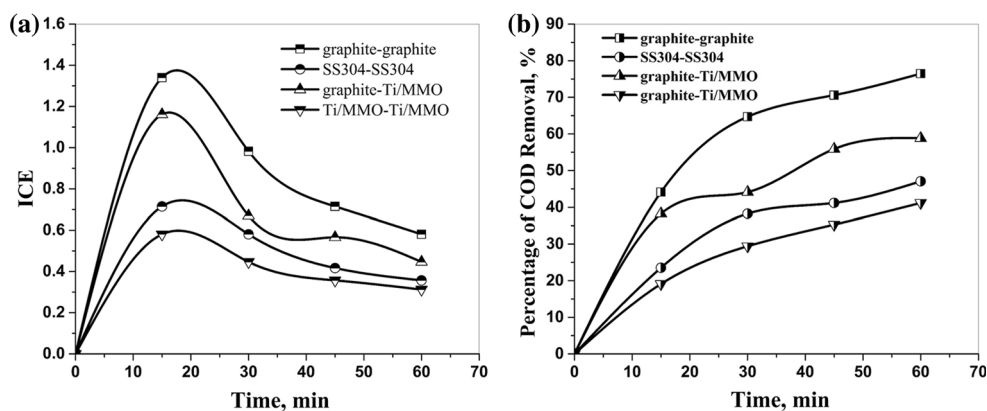 (a)
1.6
1.4
1.2
1.0
0.8
0.6
0.4
0.2
0.0
ICE
graphite-graphite
SS304-SS304
graphite-Ti/MMO
Ti/MMO-Ti/MMO
0 10 20 30 40 50 60 70
Time, min
(b)
90
80
70
60
50
40
30
20
10
0
Percentage of COD Removal, %
graphite-graphite
SS304-SS304
graphite-Ti/MMO
graphite-Ti/MMO
0 10 20 30 40 50 60 70
Time, min